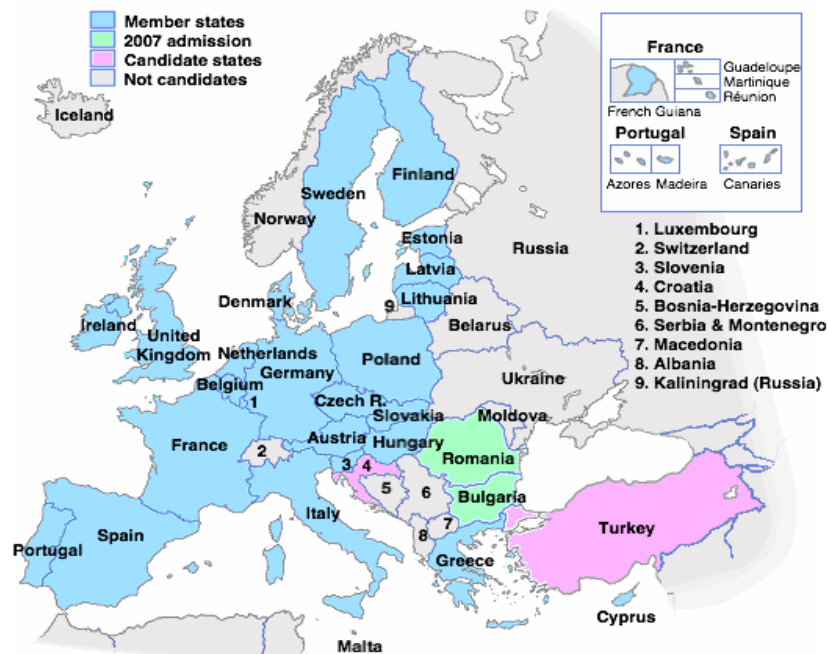 Member states
2007 admission
Candidate states
Not candidates
France
Guadeloupe
Martinique
Réunion
French Guiana
Portugal
Spain
Azores
Madeira
Canaries
1. Luxembourg
2. Switzerland
3. Slovenia
4. Croatia
5. Bosnia-Herzegovina
6. Serbia & Montenegro
7. Macedonia
8. Albania
9. Kaliningrad (Russia)
Iceland
Finland
Sweden
Norway
Estonia
Russia
Latvia
Denmark
Lithuania
9
Ireland
United
Kingdom
Belarus
Netherlands
Germany
Poland
Belgium
Ukraine
1
Czech R.
Slovakia
Moldova
France
Austria
Hungary
2
Romania
3
4
5
6
Bulgaria
Italy
7
Turkey
Spain
Portugal
8
Greece
Cyprus
Malta